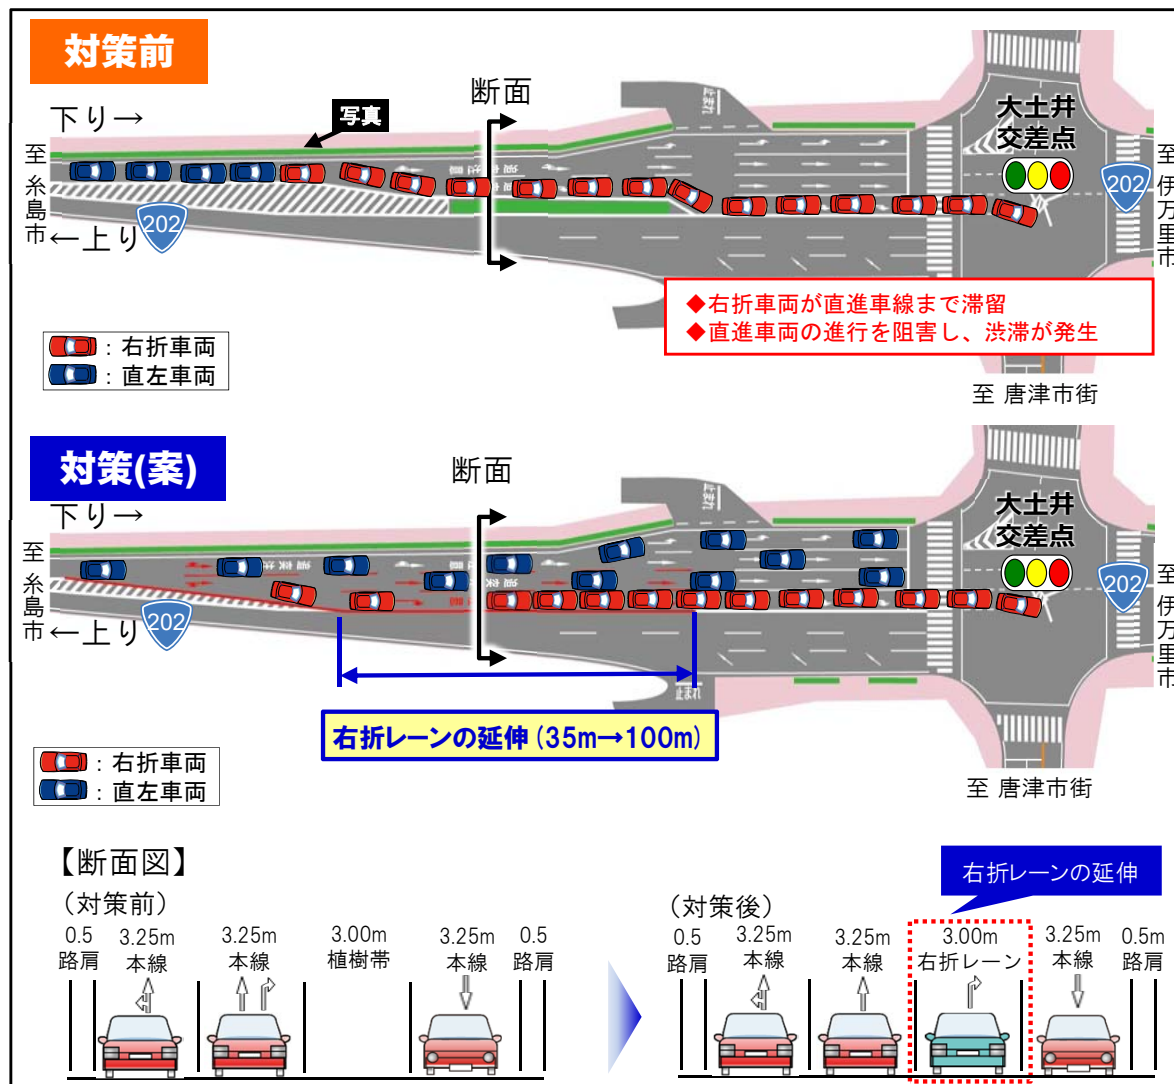 対策前
下り→
写真
断面
大土井
交差点
至 糸島市
←上り
202
202
至 伊万里市
止まれ
◆右折車両が直進車線まで滞留
◆直進車両の進行を阻害し、渋滞が発生
：右折車両
：直左車両
至 唐津市街
対策(案)
下り→
断面
大土井
交差点
至 糸島市
←上り
202
202
至 伊万里市
止まれ
止まれ
右折レーンの延伸(35m→100m)
：右折車両
：直左車両
至 唐津市街
【断面図】
右折レーンの延伸
（対策前）
0.5 3.25m 3.25m 3.00m 3.25m 0.5
路肩 本線 本線 植樹帯 本線 路肩
（対策後）
0.5 3.25m 3.25m 3.00m 3.25m 0.5m
路肩 本線 本線 右折レーン 本線 路肩